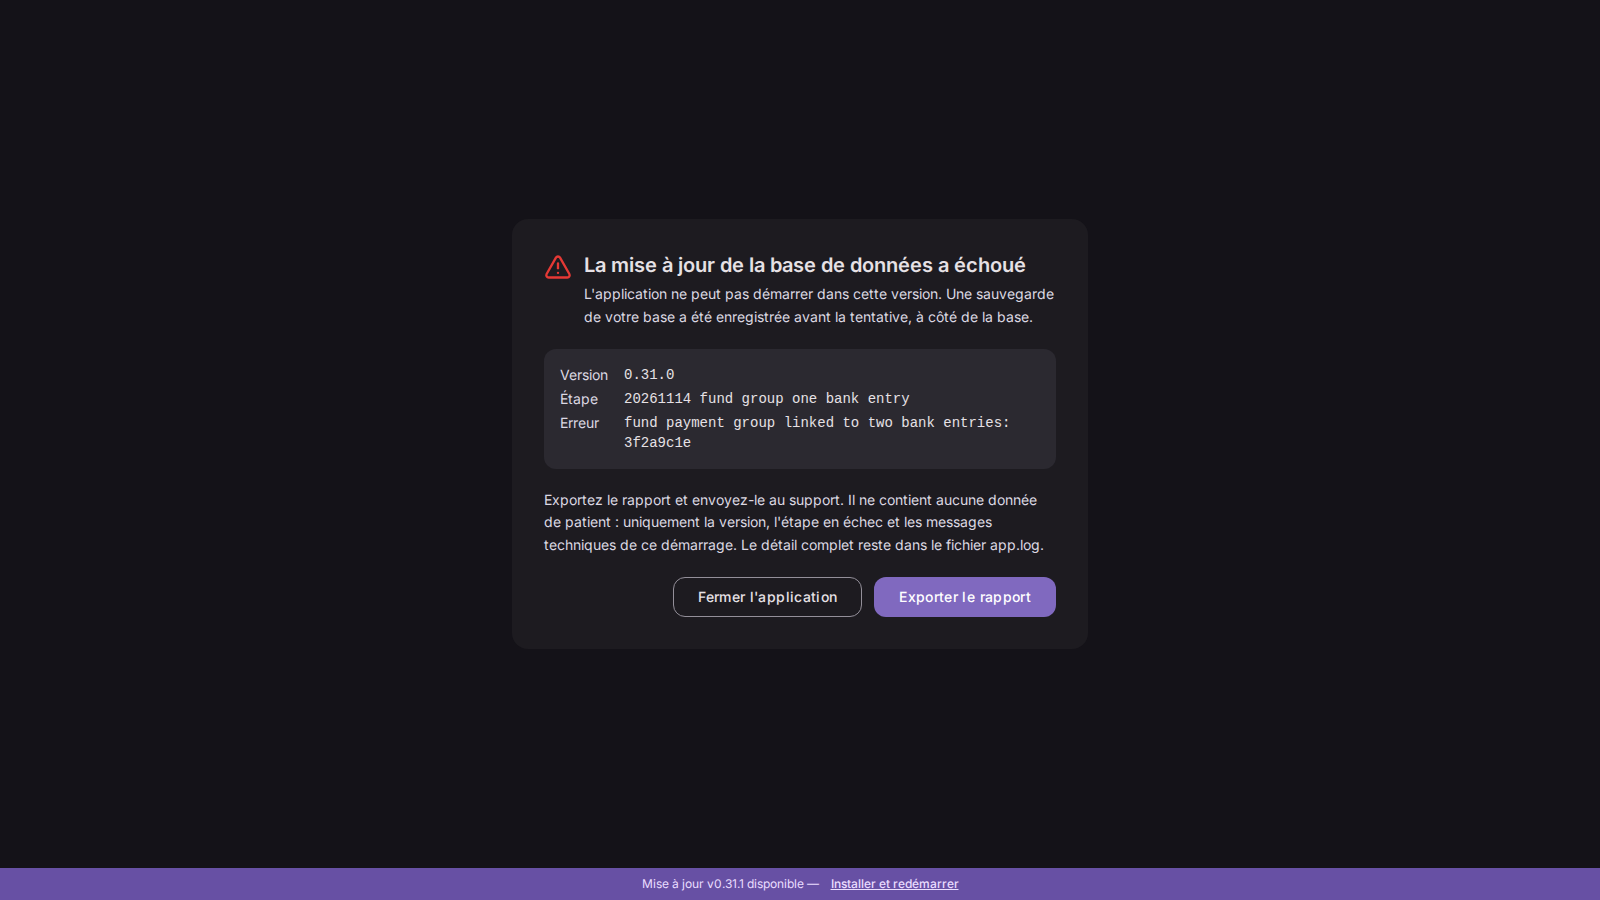 La mise à jour de la base de données a échoué
L'application ne peut pas démarrer dans cette version. Une sauvegarde
de votre base a été enregistrée avant la tentative, à côté de la base.
Version 0.31.0
Étape 20261114 fund group one bank entry
Erreur fund payment group linked to two bank entries:
3f2a9c1e
Exportez le rapport et envoyez-le au support. Il ne contient aucune donnée
de patient : uniquement la version, l'étape en échec et les messages
techniques de ce démarrage. Le détail complet reste dans le fichier app.log.
Fermer l'application Exporter le rapport
Mise à jour v0.31.1 disponible — Installer et redémarrer